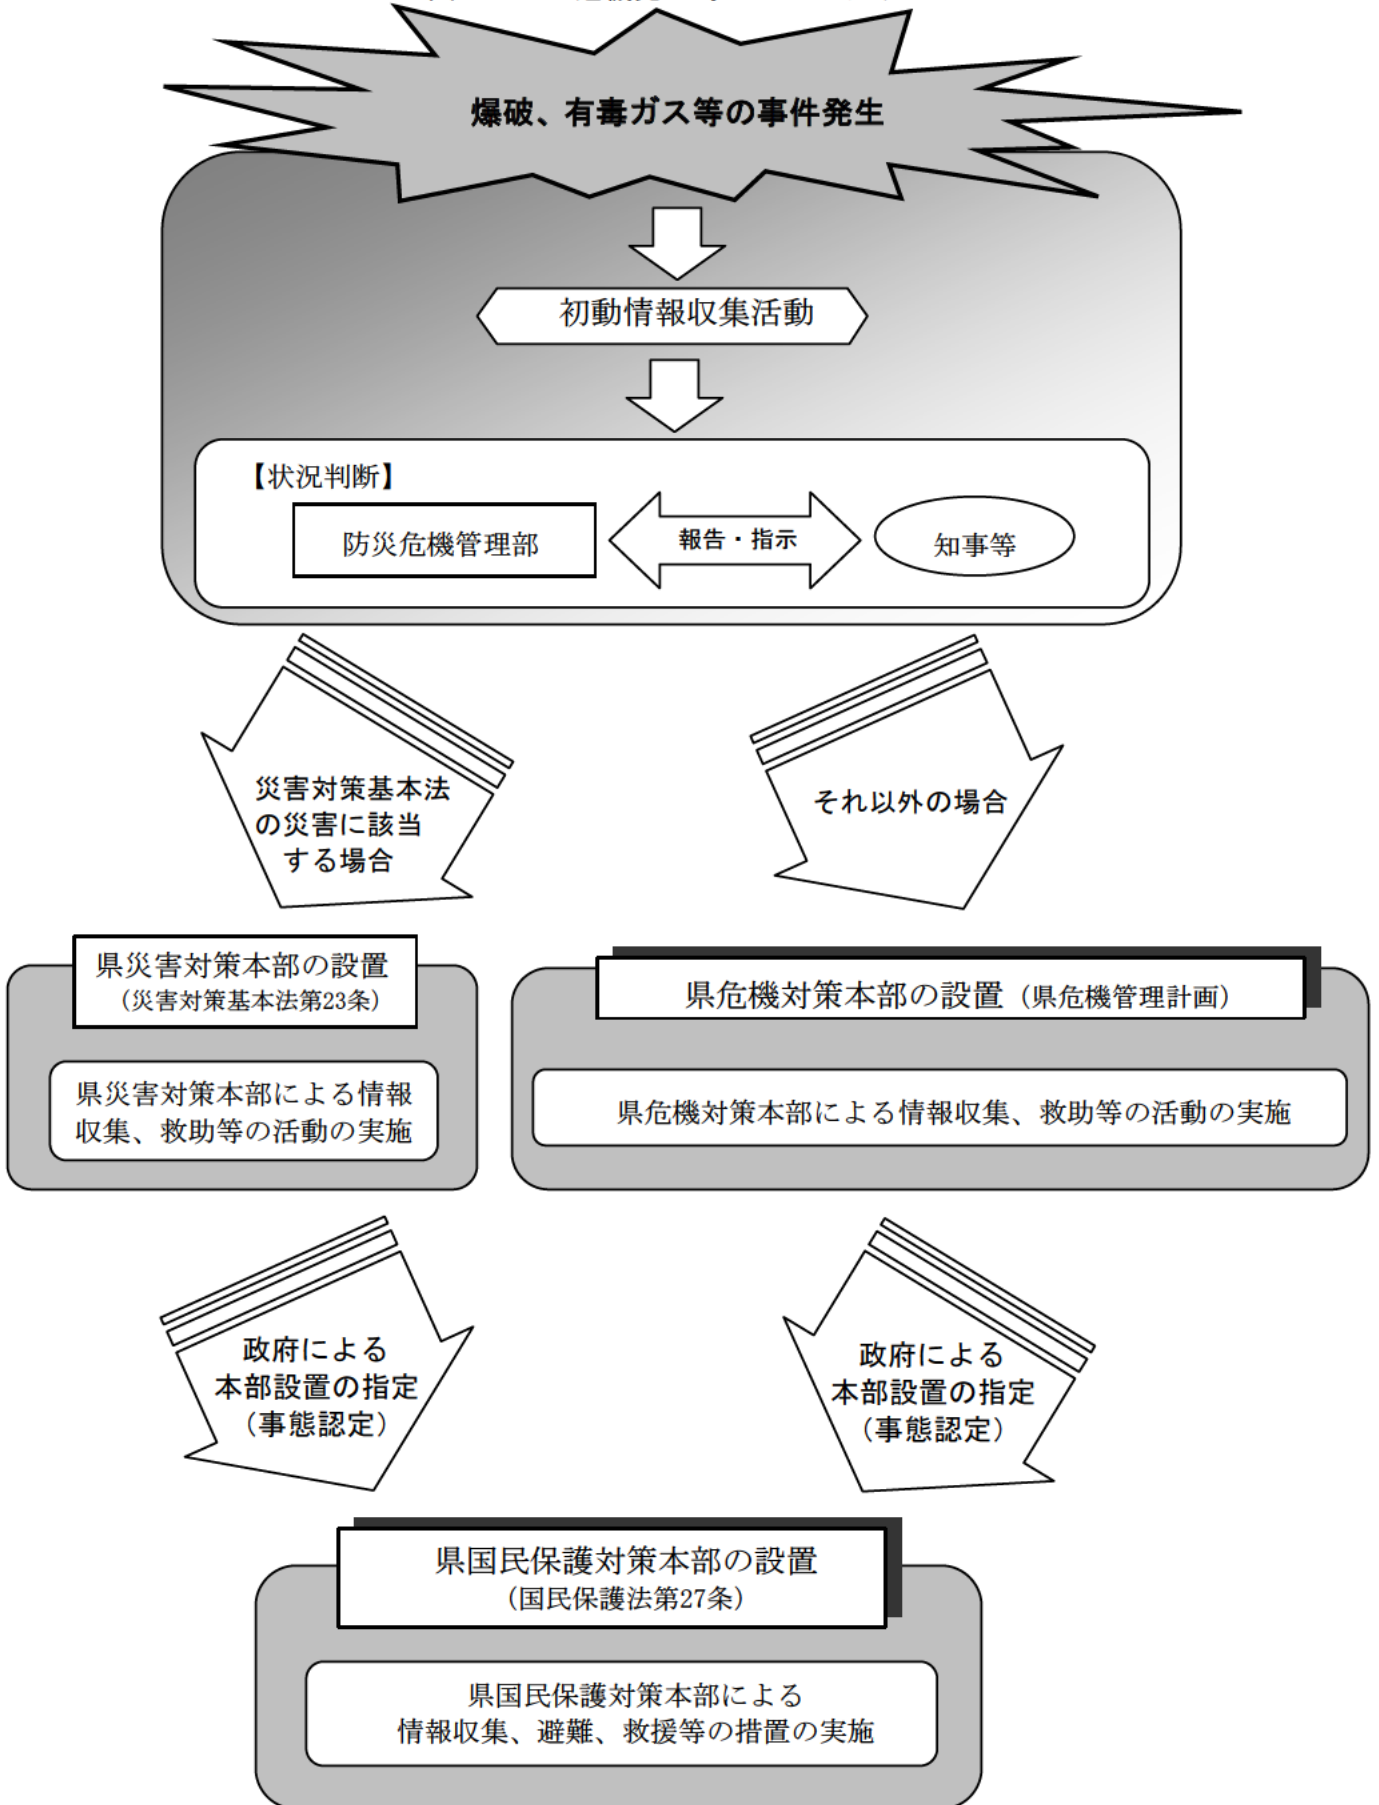 爆破、有毒ガス等の事件発生
初動情報収集活動
【状況判断】
防災危機管理部
報告・指示
知事等
災害対策基本法
の災害に該当
する場合
それ以外の場合
県災害対策本部の設置
（災害対策基本法第23条）
県災害対策本部による情報
収集、救助等の活動の実施
県危機対策本部の設置（県危機管理計画）
県危機対策本部による情報収集、救助等の活動の実施
政府による
本部設置の指定
（事態認定）
政府による
本部設置の指定
（事態認定）
県国民保護対策本部の設置
（国民保護法第27条）
県国民保護対策本部による
情報収集、避難、救援等の措置の実施